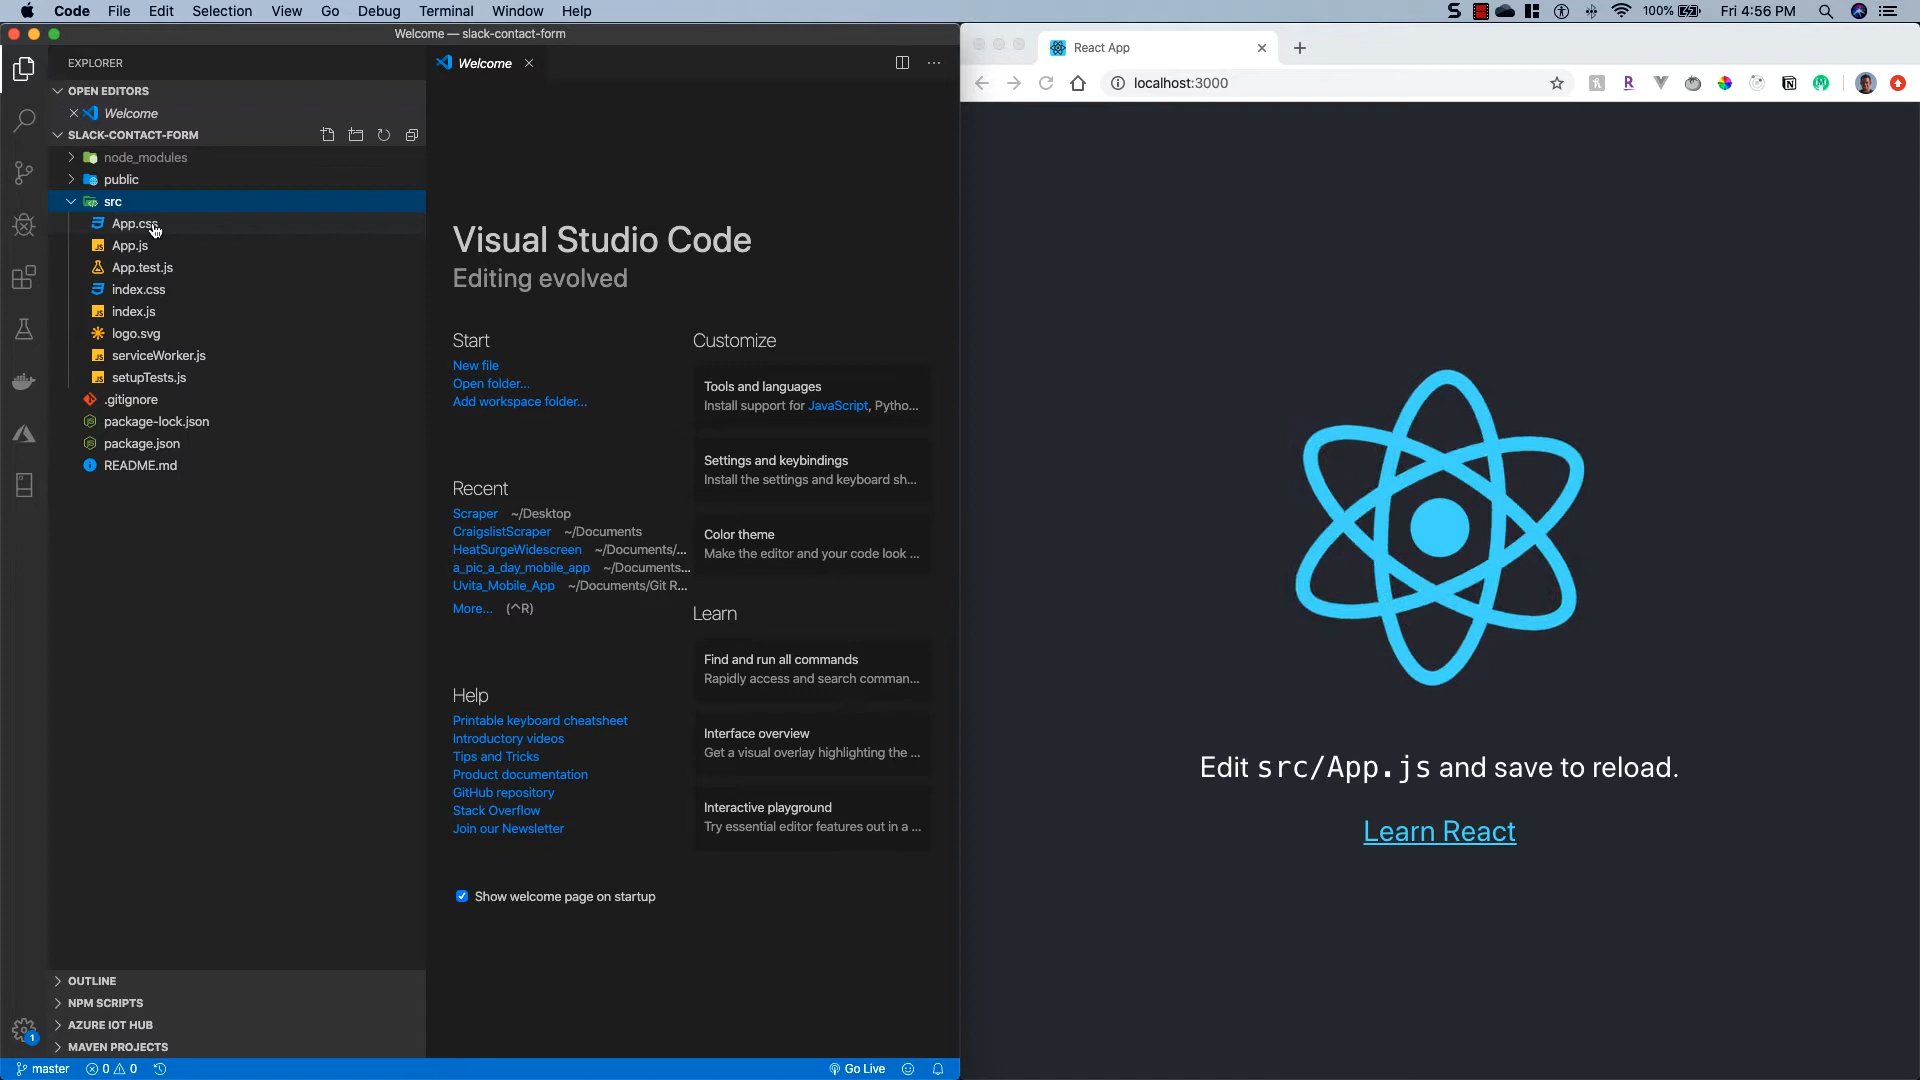 Code File Edit Selection View Go Debug Terminal Window Help
100% Fri 4:56 PM
Welcome — slack-contact-form
EXPLORER
OPEN EDITORS
Welcome
SLACK-CONTACT-FORM
node_modules
public
src
App.css
App.js
App.test.js
index.css
index.js
logo.svg
serviceWorker.js
setupTests.js
.gitignore
package-lock.json
package.json
README.md
OUTLINE
NPM SCRIPTS
AZURE IOT HUB
MAVEN PROJECTS
1
master 0 0
Go Live
Welcome
Visual Studio Code
Editing evolved
Start
New file
Open folder...
Add workspace folder...
Recent
Scraper ~/Desktop
CraigslistScraper ~/Documents
HeatSurgeWidescreen ~/Documents/...
a_pic_a_day_mobile_app ~/Documents...
Uvita_Mobile_App ~/Documents/Git R...
More... (^R)
Help
Printable keyboard cheatsheet
Introductory videos
Tips and Tricks
Product documentation
GitHub repository
Stack Overflow
Join our Newsletter
Customize
Tools and languages
Install support for JavaScript, Pytho...
Settings and keybindings
Install the settings and keyboard sh...
Color theme
Make the editor and your code look ...
Learn
Find and run all commands
Rapidly access and search comman...
Interface overview
Get a visual overlay highlighting the ...
Interactive playground
Try essential editor features out in a ...
Show welcome page on startup
React App
localhost:3000
Edit src/App.js and save to reload.
Learn React